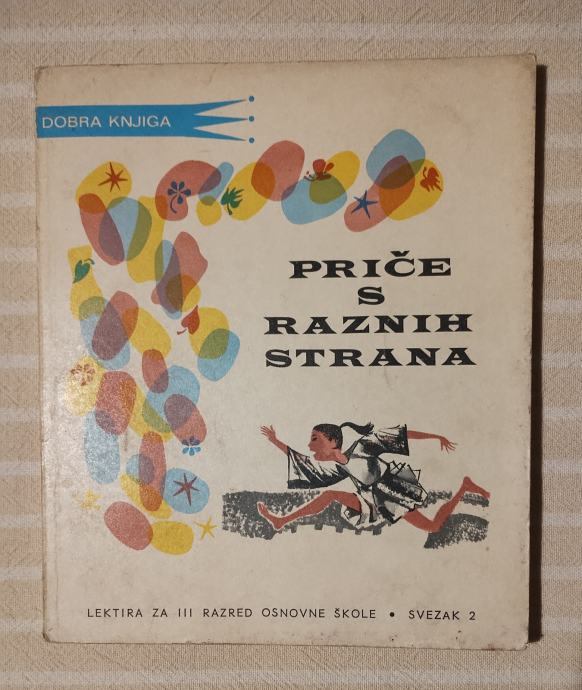 DOBRA KNJIGA
PRIČE
S
RAZNIH
STRANA
LEKTIRA ZA III RAZRED OSNOVNE ŠKOLE • SVEZAK 2